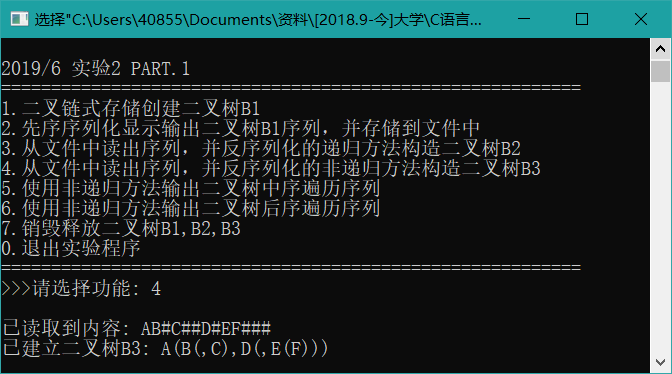 选择"C:\Users\40855\Documents\资料\[2018.9-今]大学\C语言...
2019/6 实验2 PART.1
==========================================================
1.二叉链式存储创建二叉树B1
2.先序序列化显示输出二叉树B1序列，并存储到文件中
3.从文件中读出序列，并反序列化的递归方法构造二叉树B2
4.从文件中读出序列，并反序列化的非递归方法构造二叉树B3
5.使用非递归方法输出二叉树中序遍历序列
6.使用非递归方法输出二叉树后序遍历序列
7.销毁释放二叉树B1,B2,B3
0.退出实验程序
==========================================================
>>>请选择功能: 4
已读取到内容: AB#C##D#EF###
已建立二叉树B3: A(B(,C),D(,E(F)))